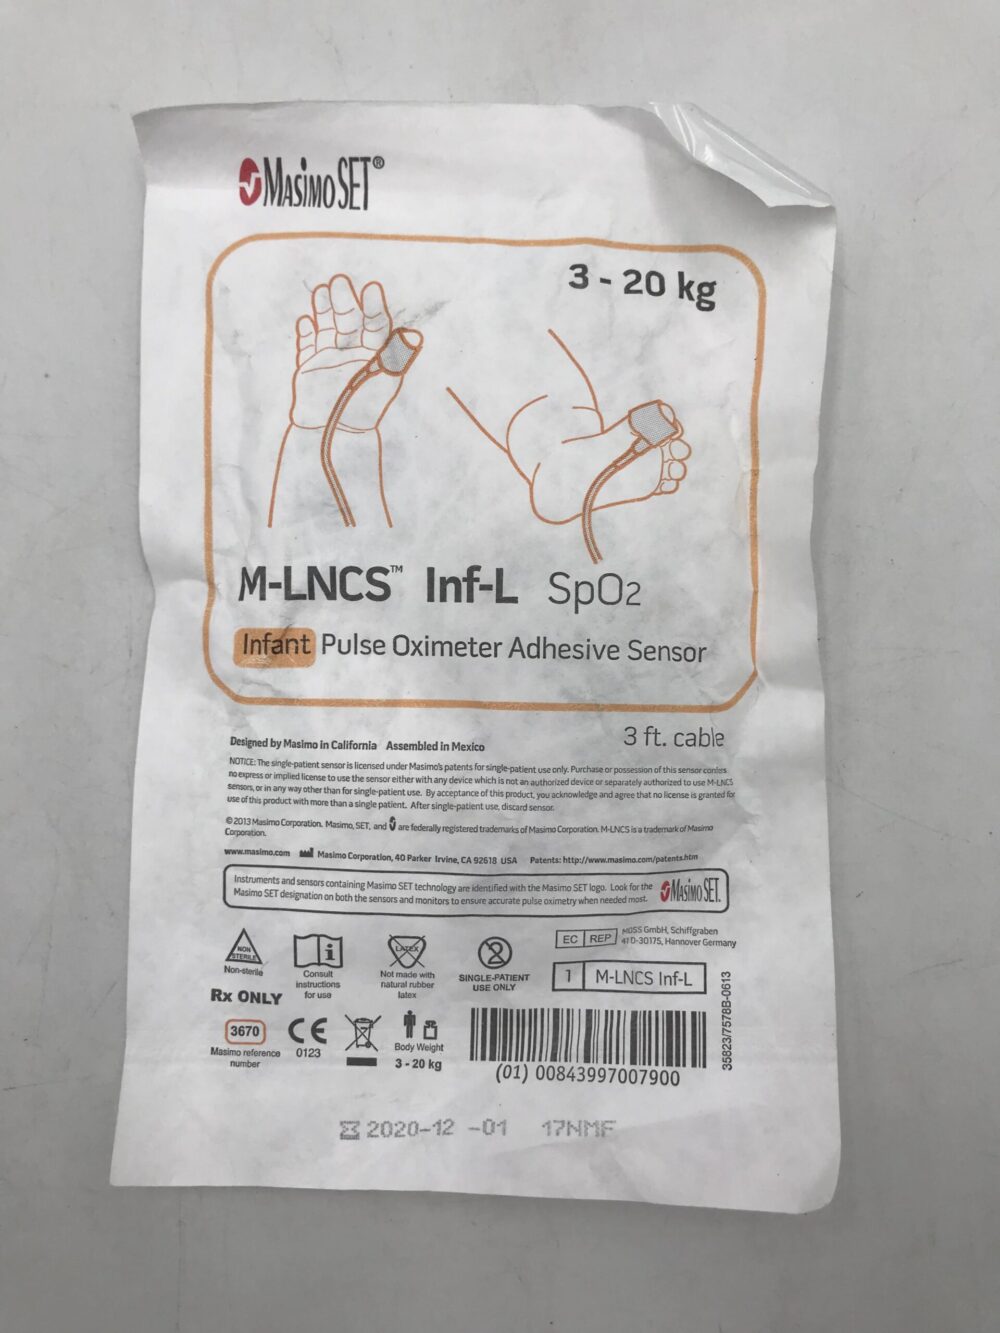 MasimoSET®
3 - 20 kg
M-LNCS™ Inf-L SpO2
Infant Pulse Oximeter Adhesive Sensor
3 ft. cable
Designed by Masimo in California Assembled in Mexico
NOTICE: The single-patient sensor is licensed under Masimo's patents for single-patient use only. Purchase or possession of this sensor confers
no express or implied license to use the sensor either with any device which is not an authorized device or separately authorized to use M-LNCS
sensors, or in any way other than for single-patient use. By acceptance of this product, you acknowledge and agree that no license is granted for
use of this product with more than a single patient. After single-patient use, discard sensor.
©2013 Masimo Corporation. Masimo, SET, and are federally registered trademarks of Masimo Corporation. M-LNCS is a trademark of Masimo
Corporation.
www.masimo.com Masimo Corporation, 40 Parker Irvine, CA 92618 USA Patents: http://www.masimo.com/patents.htm
Instruments and sensors containing Masimo SET technology are identified with the Masimo SET logo. Look for the
Masimo SET designation on both the sensors and monitors to ensure accurate pulse oximetry when needed most.
MasimoSET.
EC REP
MDSS GmbH, Schiffgraben
41 D-30175, Hannover Germany
NON
STERILE
Non-sterile
Consult
instructions
for use
LATEX
Not made with
natural rubber
latex
2
SINGLE-PATIENT
USE ONLY
1 M-LNCS Inf-L
Rx ONLY
3670
Masimo reference
number
CE
0123
Body Weight
3 - 20 kg
(01) 00843997007900
35823/7578B-0613
2020-12 -01 17NMF